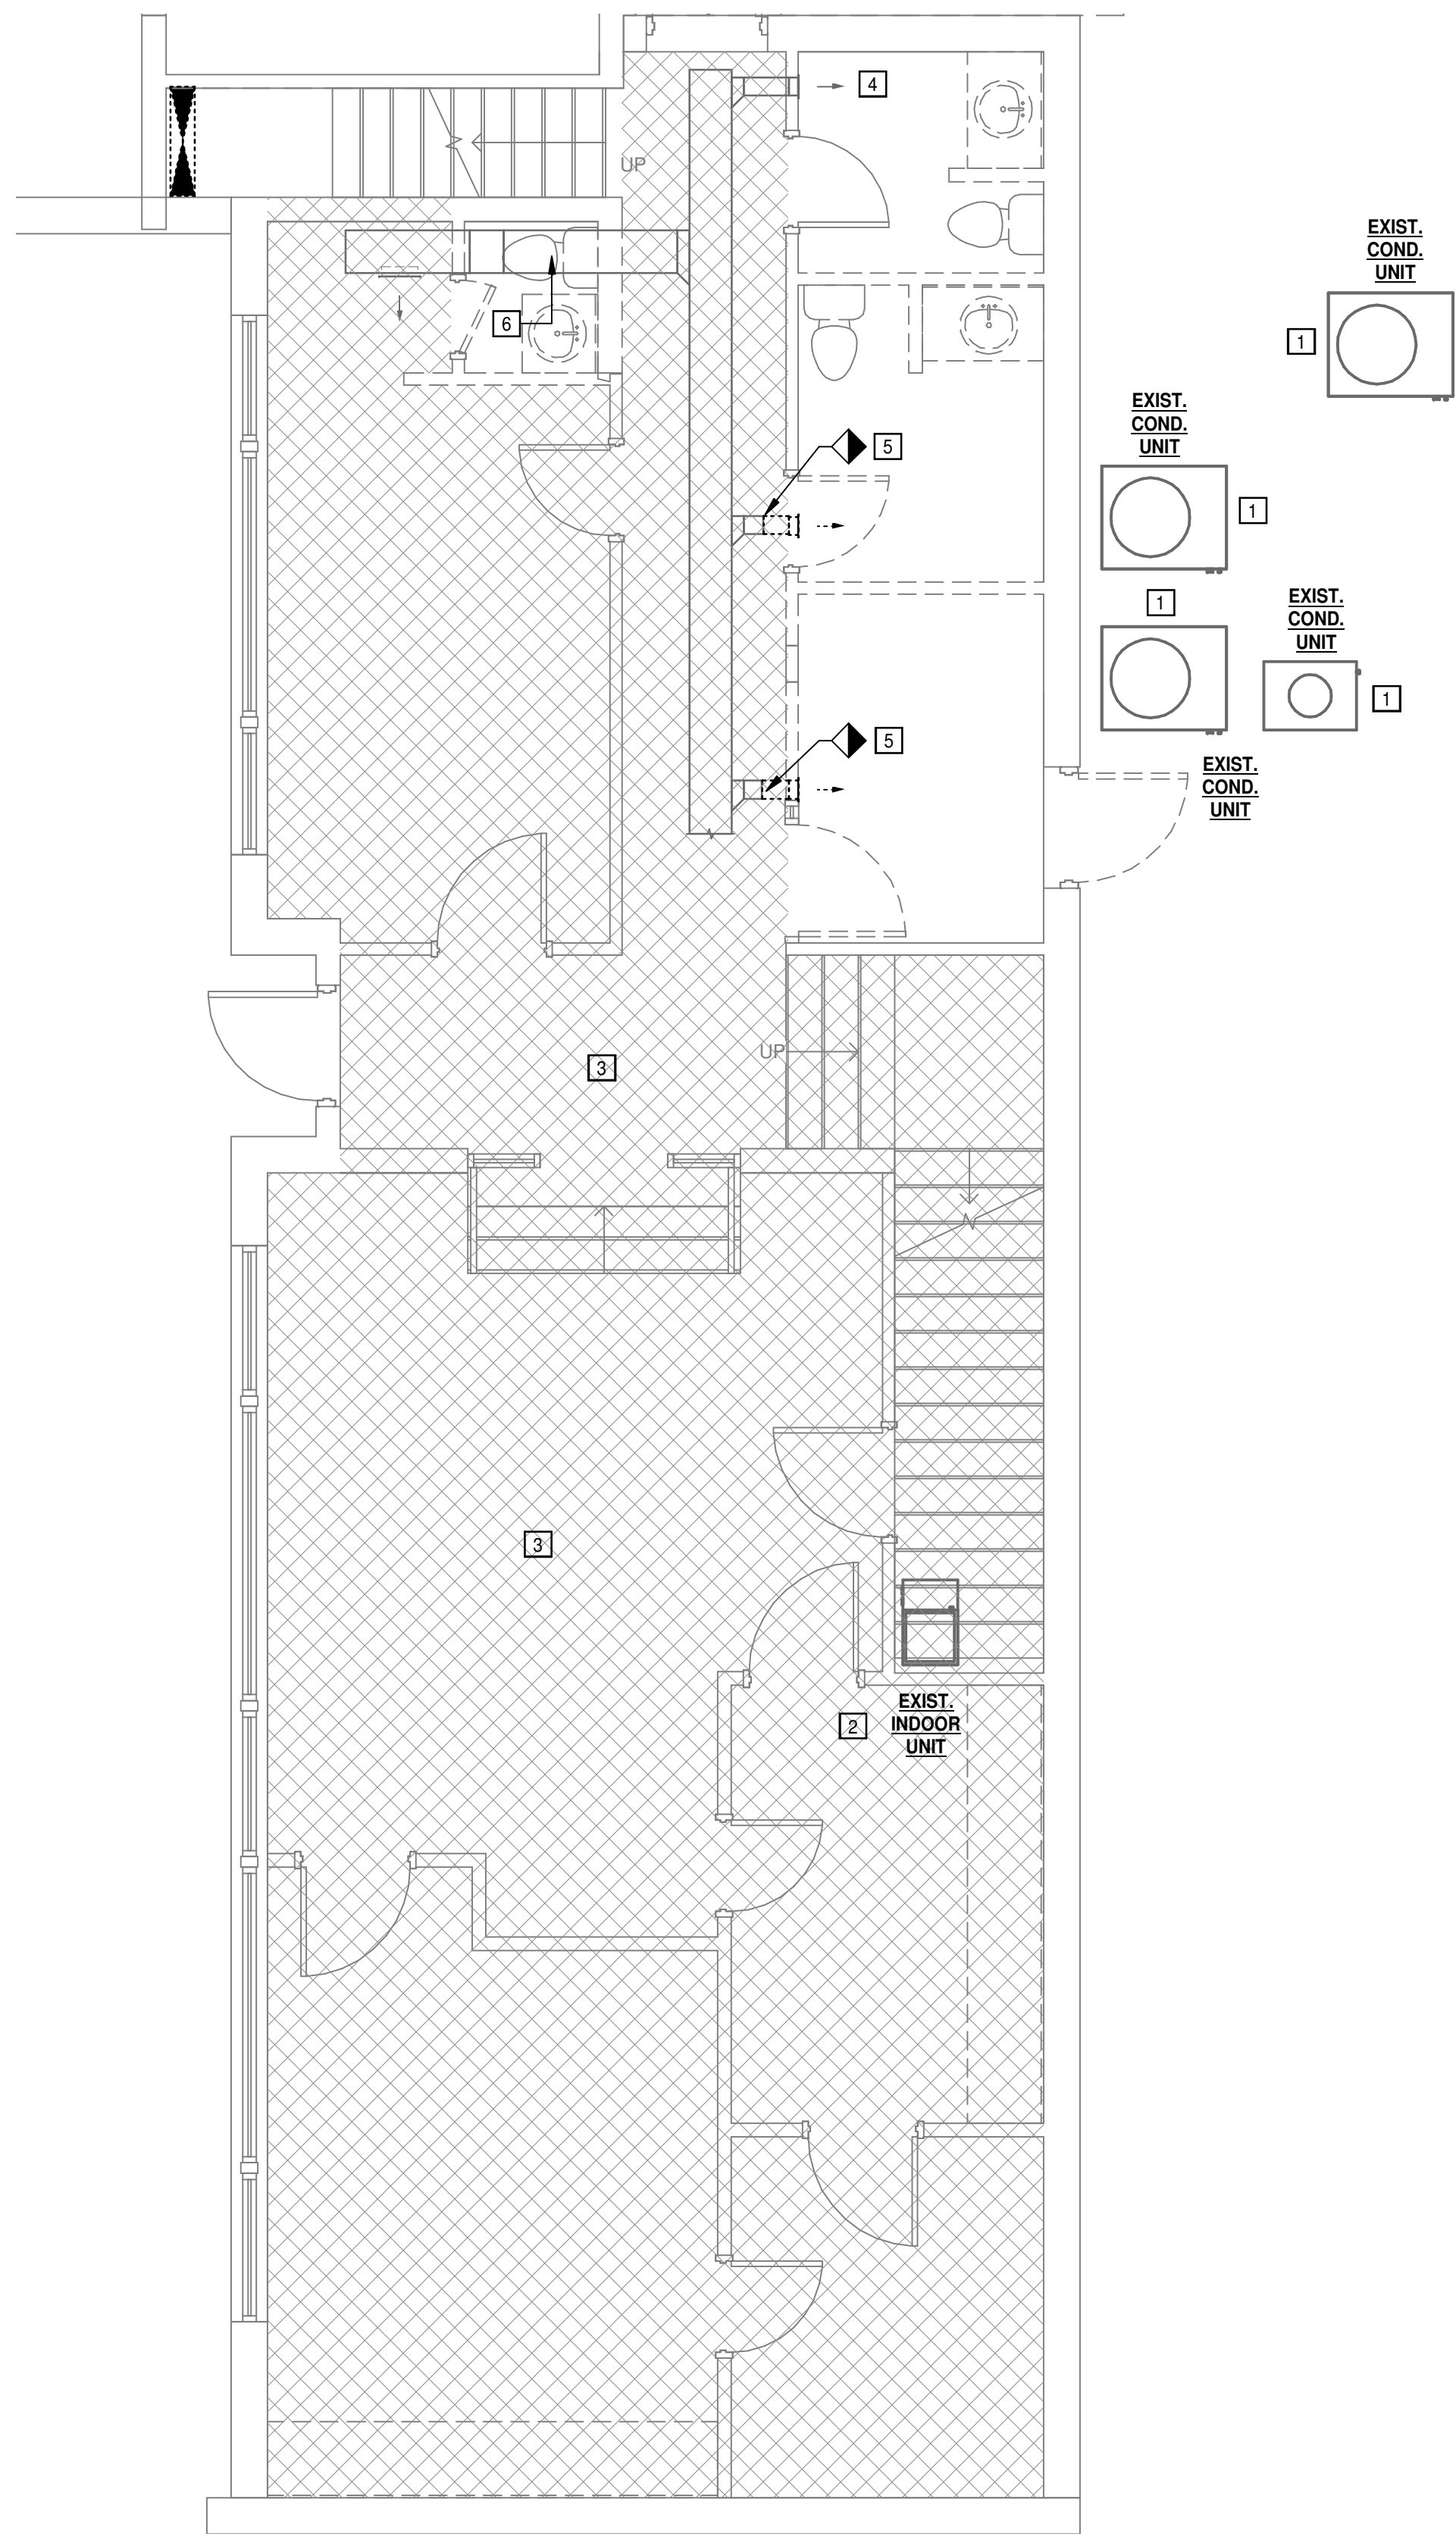 4
UP
EXIST.
COND.
UNIT
1
6
EXIST.
COND.
UNIT
5
1
EXIST.
COND.
UNIT
1
1
5
EXIST.
COND.
UNIT
UP
3
3
EXIST.
INDOOR
UNIT
2